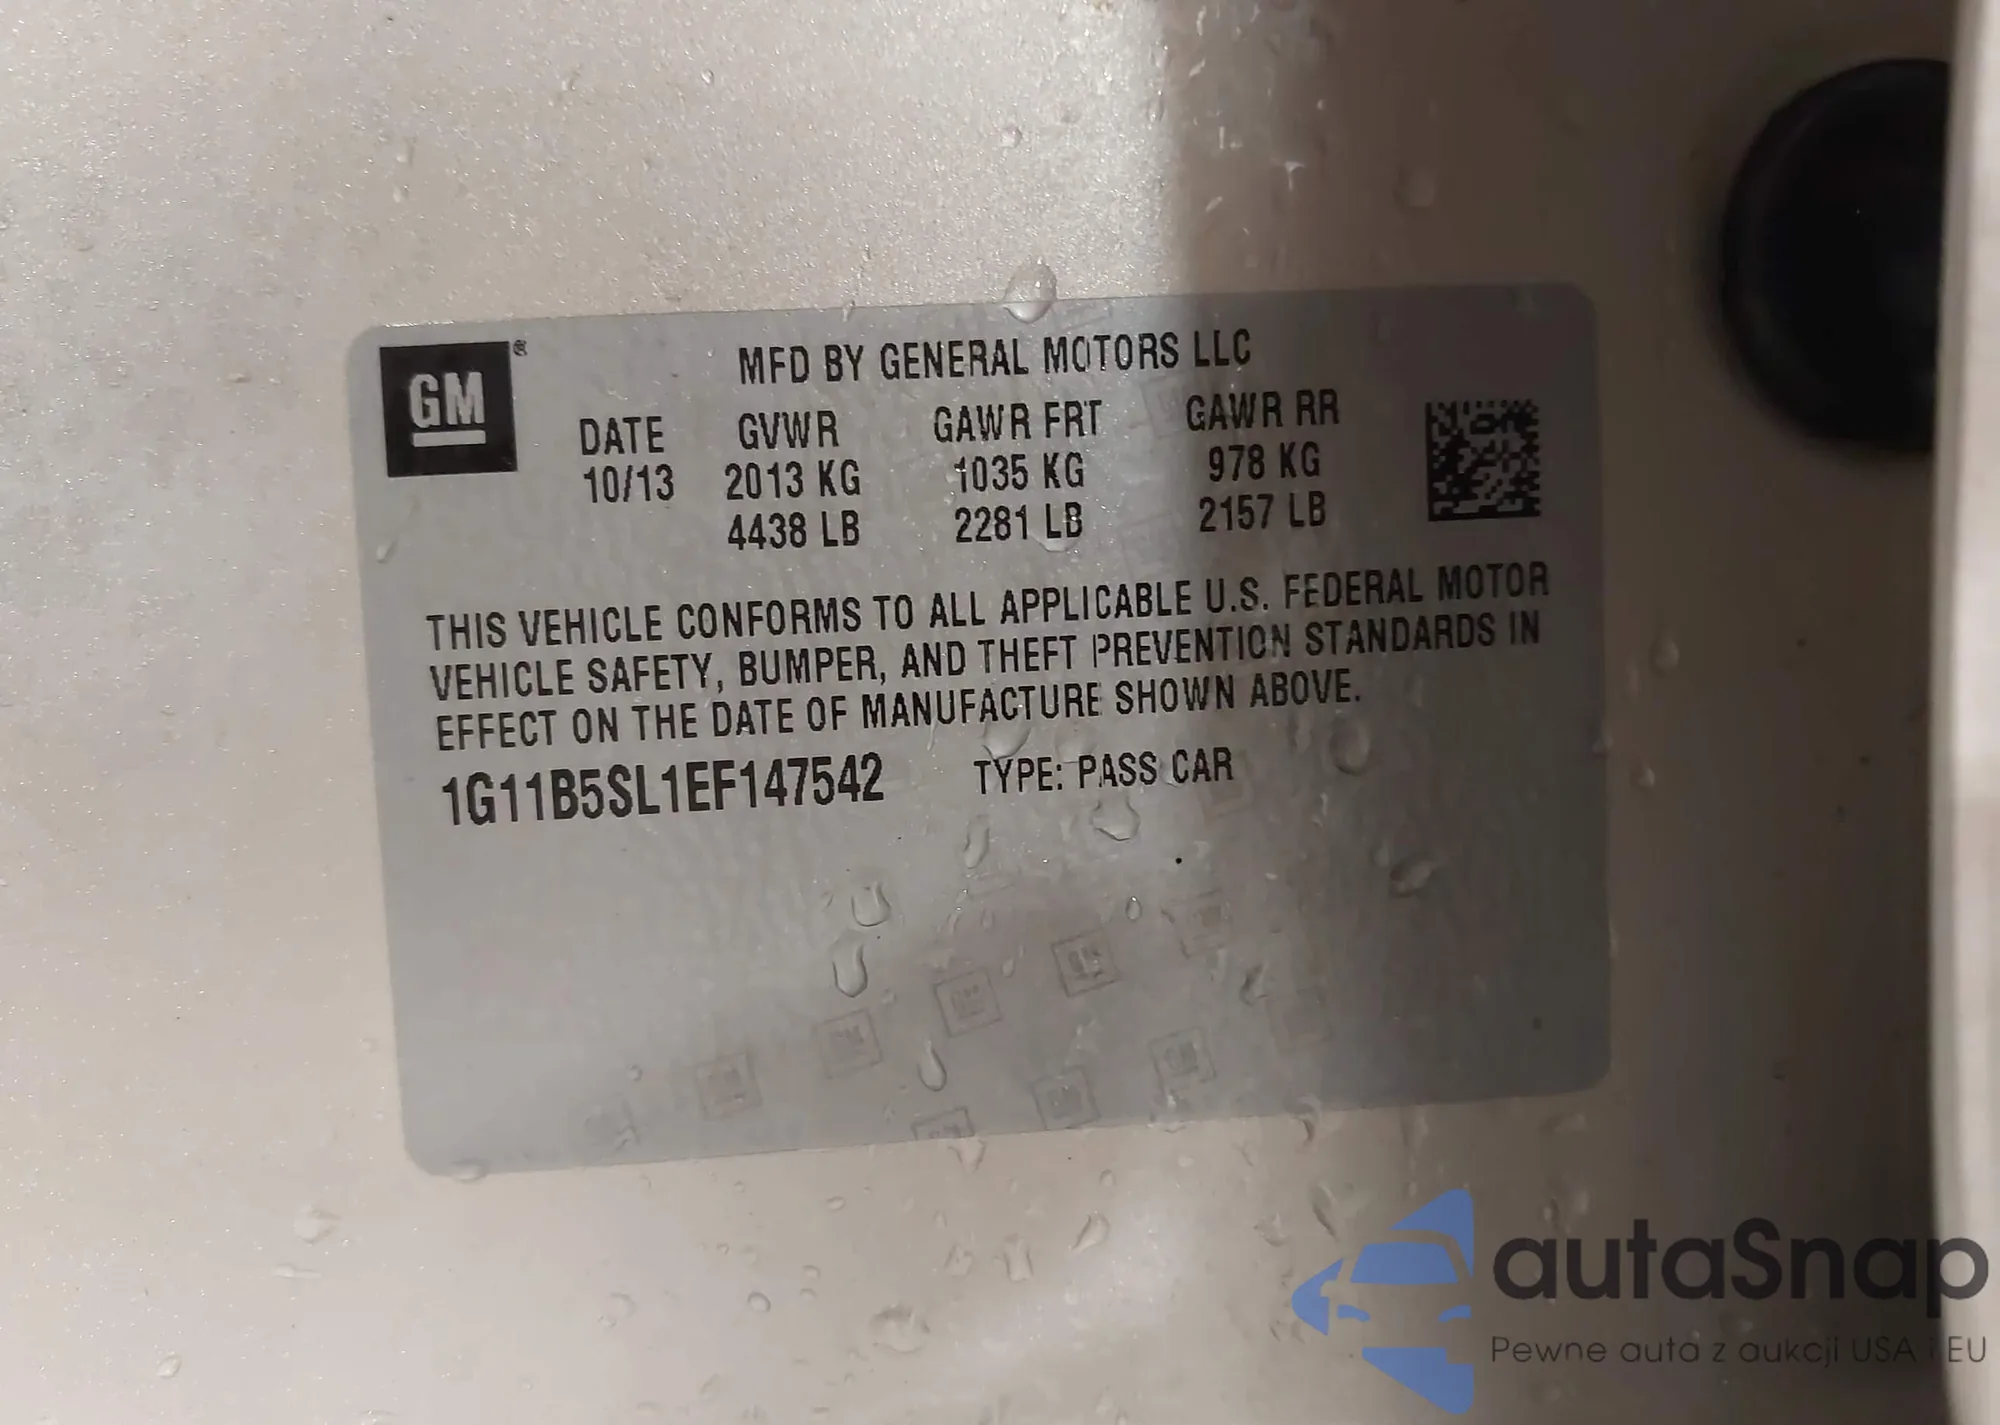 GM®
MFD BY GENERAL MOTORS LLC
DATE GVWR GAWR FRT GAWR RR
10/13 2013 KG 1035 KG 978 KG
4438 LB 2281 LB 2157 LB
THIS VEHICLE CONFORMS TO ALL APPLICABLE U.S. FEDERAL MOTOR
VEHICLE SAFETY, BUMPER, AND THEFT PREVENTION STANDARDS IN
EFFECT ON THE DATE OF MANUFACTURE SHOWN ABOVE.
1G11B5SL1EF147542 TYPE: PASS CAR
autaSnap
Pewne auta z aukcji USA i EU